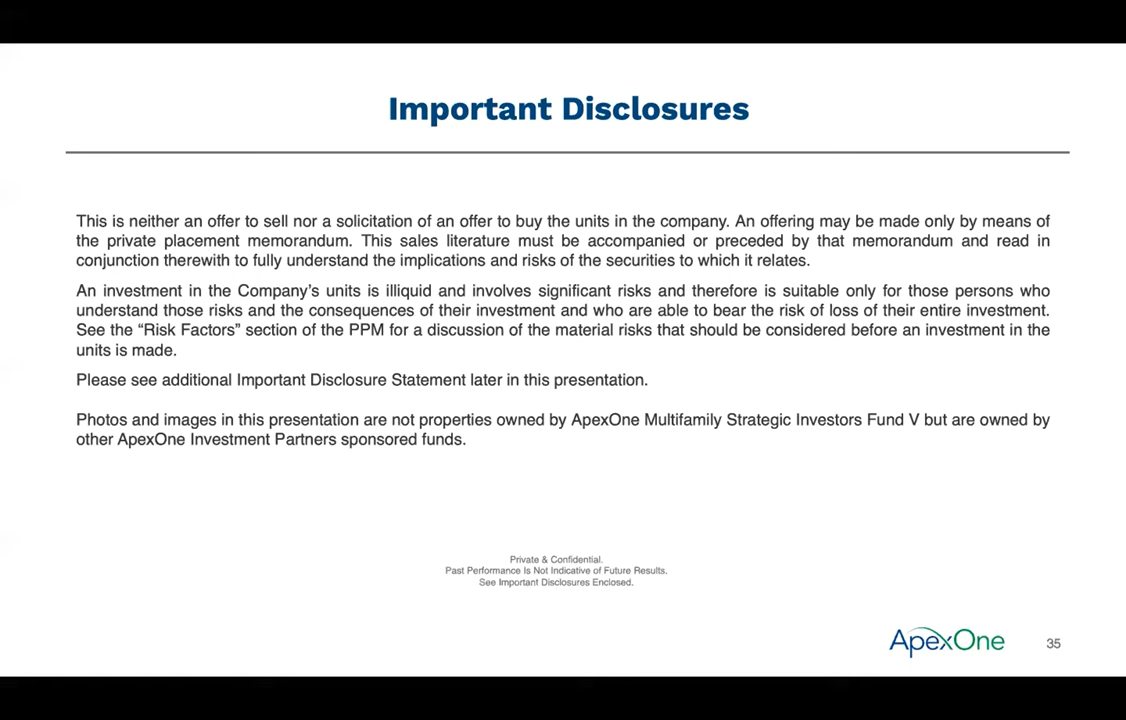 Important Disclosures
This is neither an offer to sell nor a solicitation of an offer to buy the units in the company. An offering may be made only by means of
the private placement memorandum. This sales literature must be accompanied or preceded by that memorandum and read in
conjunction therewith to fully understand the implications and risks of the securities to which it relates.
An investment in the Company’s units is illiquid and involves significant risks and therefore is suitable only for those persons who
understand those risks and the consequences of their investment and who are able to bear the risk of loss of their entire investment.
See the “Risk Factors” section of the PPM for a discussion of the material risks that should be considered before an investment in the
units is made.
Please see additional Important Disclosure Statement later in this presentation.
Photos and images in this presentation are not properties owned by ApexOne Multifamily Strategic Investors Fund V but are owned by
other ApexOne Investment Partners sponsored funds.
Private & Confidential.
Past Performance Is Not Indicative of Future Results.
See Important Disclosures Enclosed.
ApexOne
35